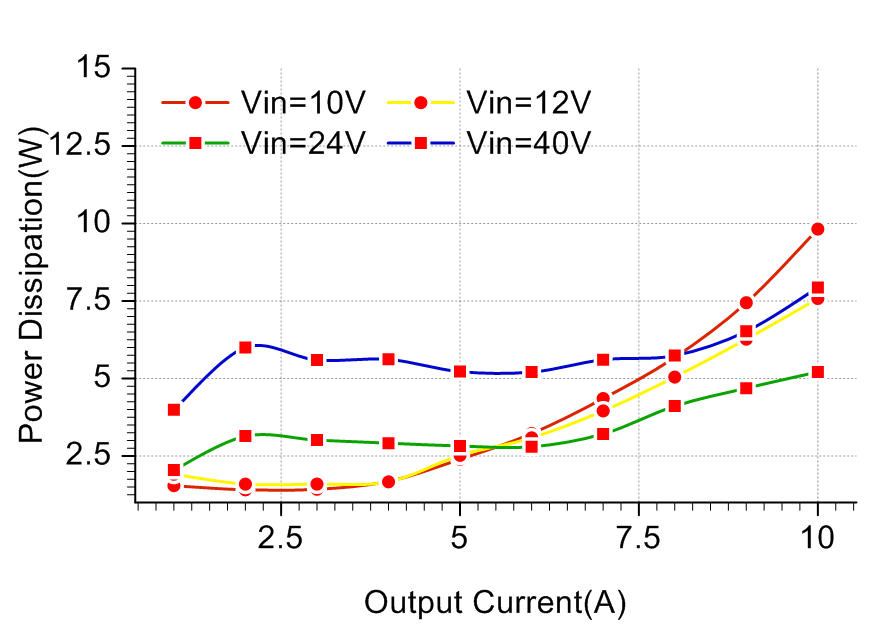 15
12.5
10
7.5
5
2.5
Power Dissipation(W)
Vin=10V Vin=12V
Vin=24V Vin=40V
2.5 5 7.5 10
Output Current(A)